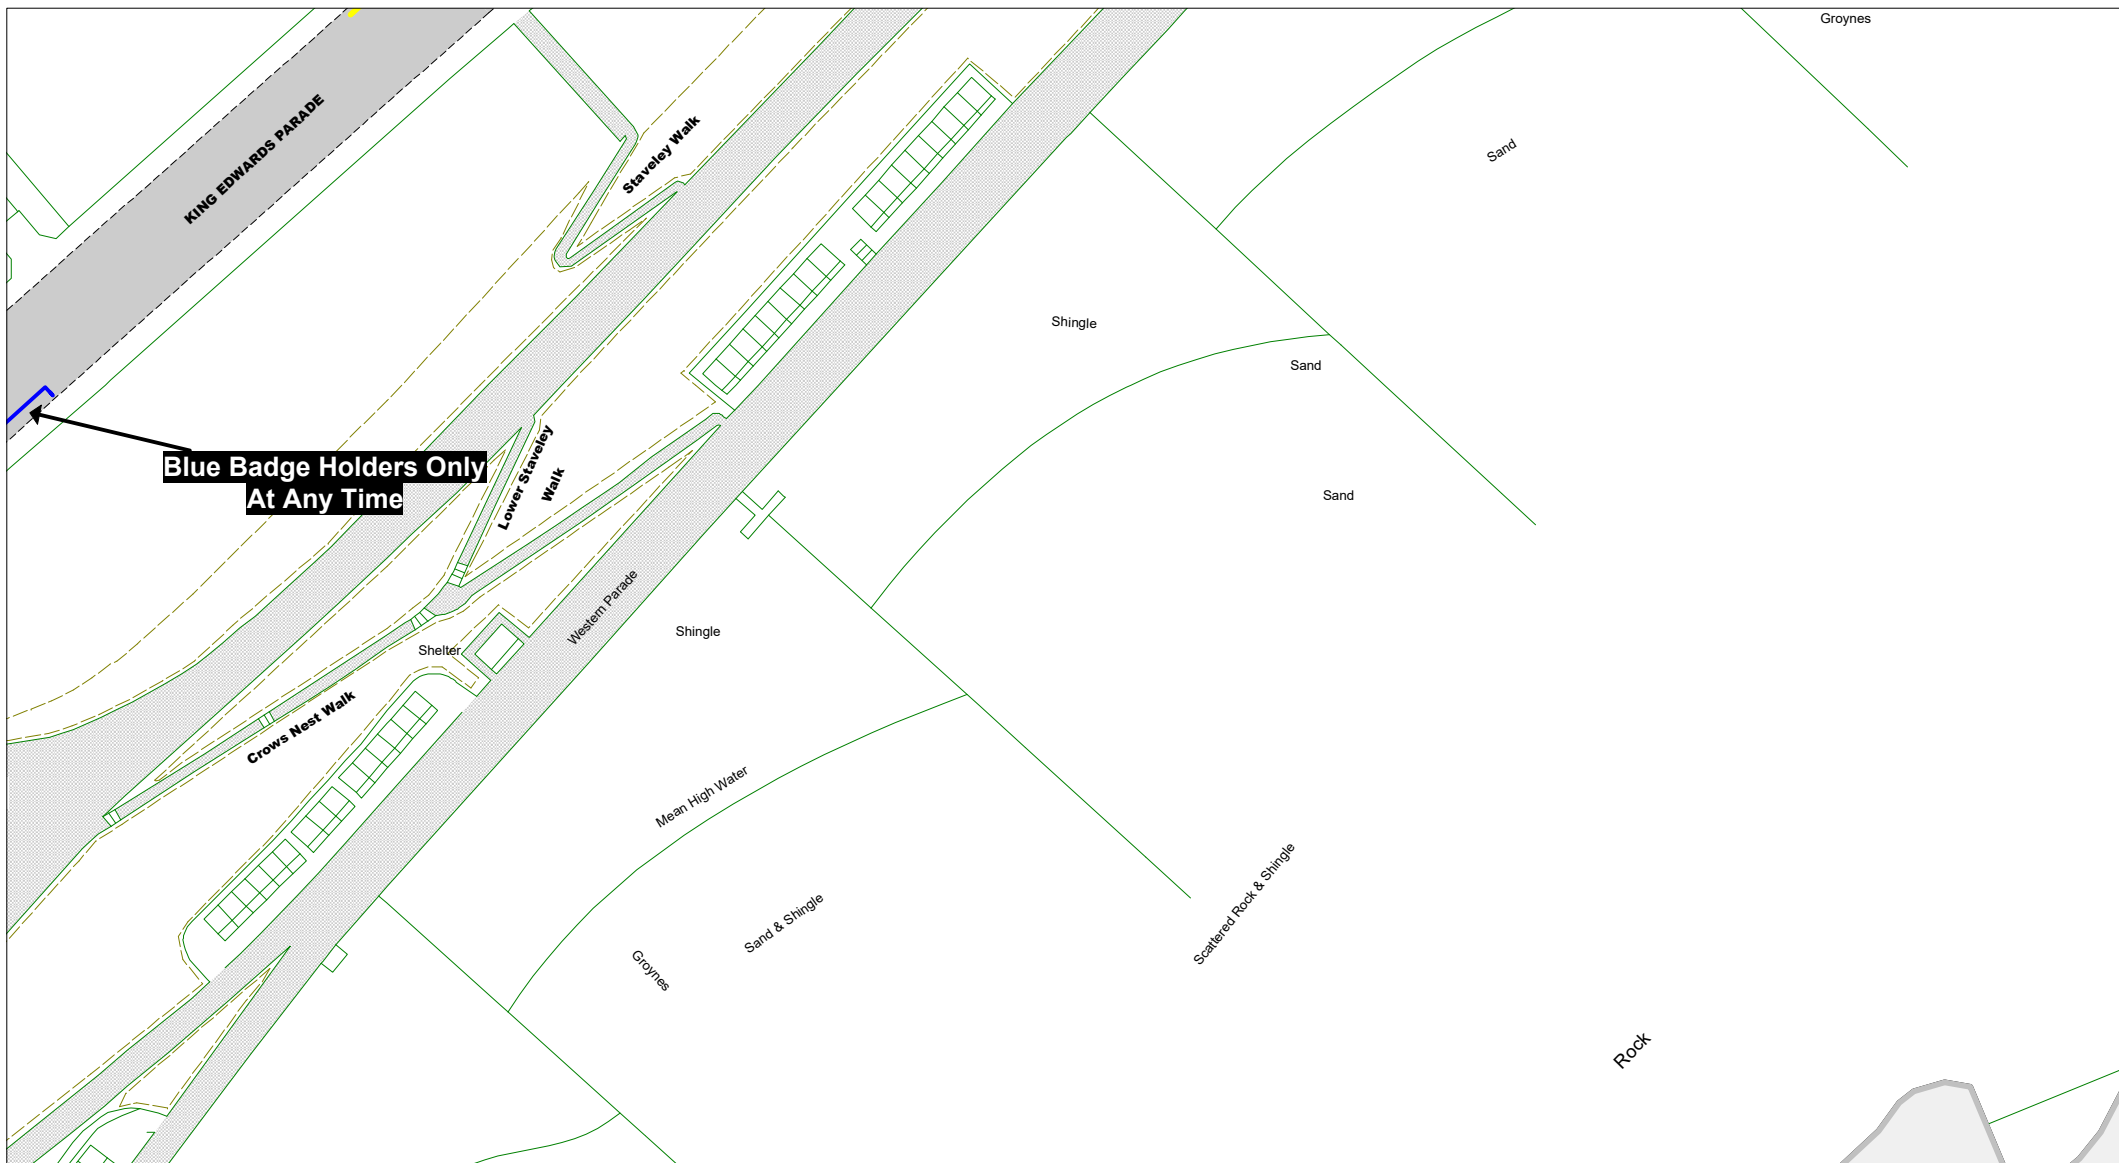 Groynes
KING EDWARDS PARADE
Staveley Walk
Sand
Shingle
Sand
Blue Badge Holders Only
At Any Time
Lower Staveley
Walk
Sand
Western Parade
Shingle
Shelter
Crows Nest Walk
Mean High Water
Sand & Shingle
Scattered Rock & Shingle
Groynes
Rock